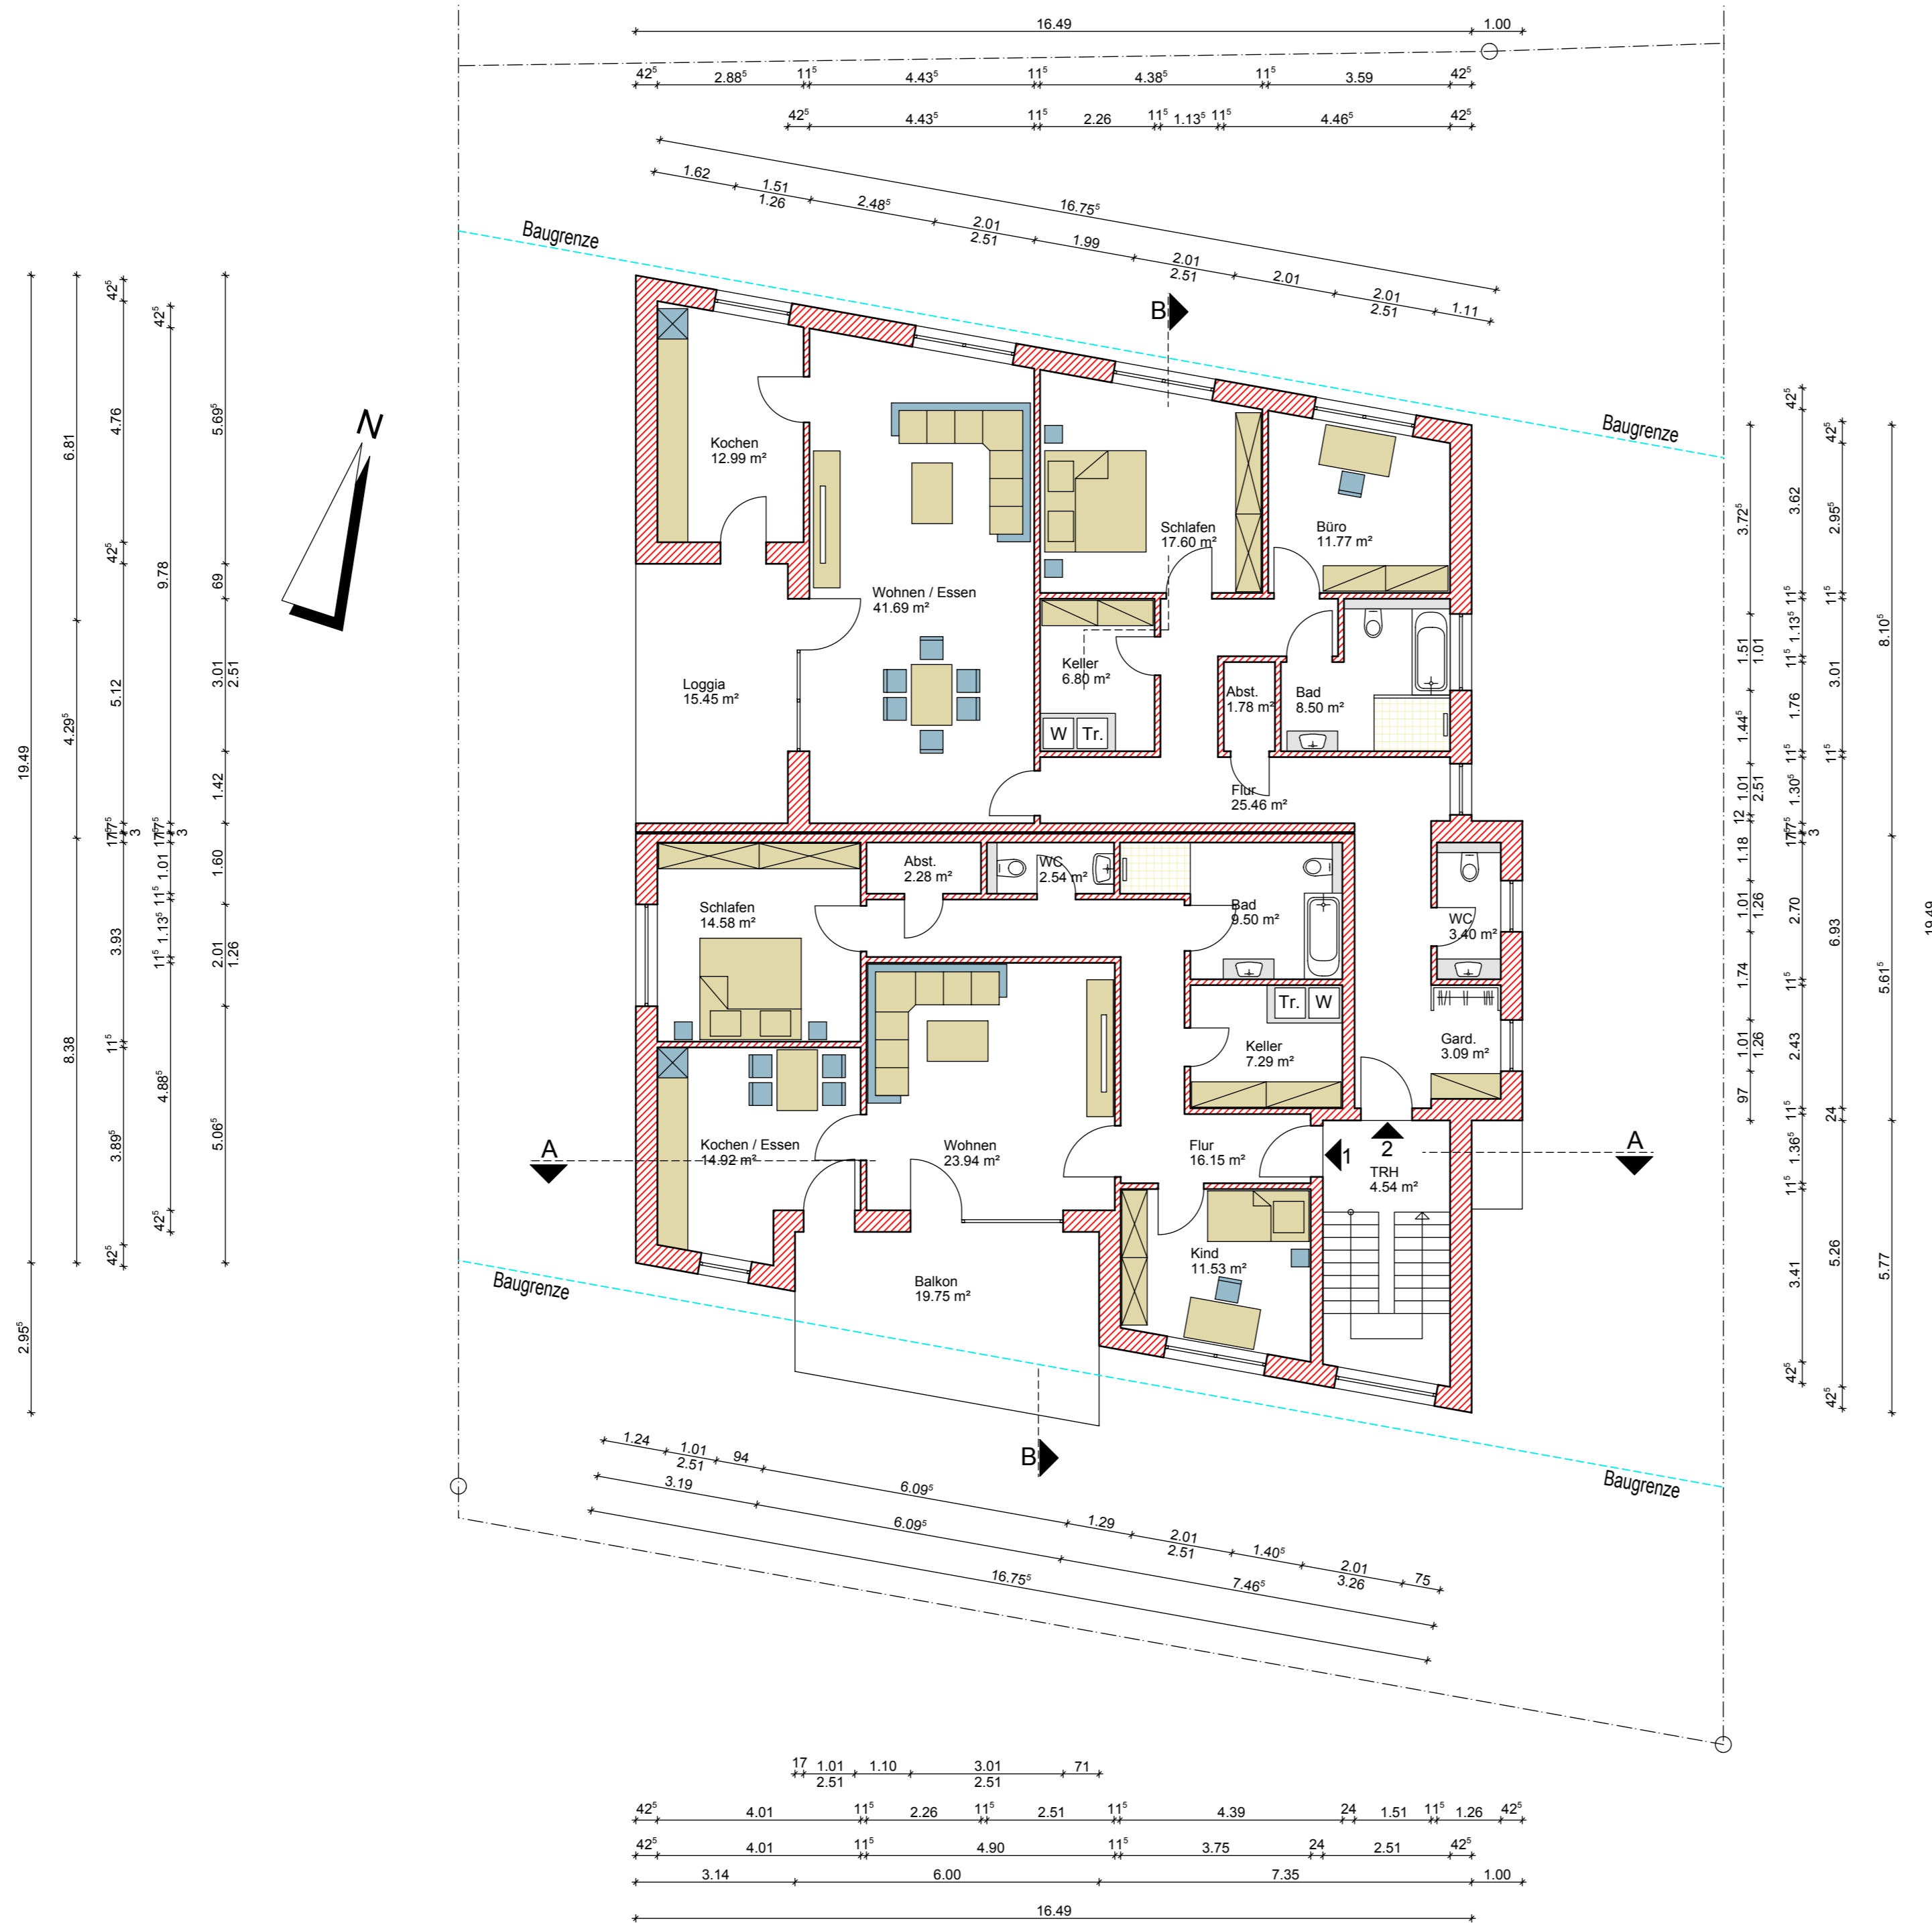 16.49
1.00
42⁵
2.88⁵
11⁵
4.43⁵
11⁵
4.38⁵
11⁵
3.59
42⁵
42⁵
4.43⁵
11⁵
2.26
11⁵
1.13⁵
11⁵
4.46⁵
42⁵
16.75⁵
1.62
1.51
1.26
2.48⁵
2.01
2.51
1.99
2.01
2.51
2.01
2.01
2.51
1.11
Baugrenze
Baugrenze
B
N
19.49
2.95⁵
6.81
4.29⁵
8.38
42⁵
4.76
42⁵
5.12
17⁵
3
3.93
11⁵
3.89⁵
42⁵
42⁵
9.78
17⁵
3
1.01
11⁵
1.13⁵
11⁵
4.88⁵
42⁵
5.69⁵
69
3.01
2.51
1.42
1.60
2.01
1.26
5.06⁵
Kochen
12.99 m²
Wohnen / Essen
41.69 m²
Schlafen
17.60 m²
Büro
11.77 m²
Loggia
15.45 m²
Keller
6.80 m²
W
Tr.
Abst.
1.78 m²
Bad
8.50 m²
Flur
25.46 m²
Schlafen
14.58 m²
Abst.
2.28 m²
WC
2.54 m²
Bad
9.50 m²
WC
3.40 m²
Tr.
W
Keller
7.29 m²
Gard.
3.09 m²
Kochen / Essen
14.92 m²
Wohnen
23.94 m²
Flur
16.15 m²
1
2
TRH
4.54 m²
Kind
11.53 m²
Balkon
19.75 m²
A
A
B
Baugrenze
Baugrenze
3.72⁵
1.51
1.01
1.44⁵
1.01
2.51
12
1.18
1.01
1.26
1.74
1.01
1.26
97
42⁵
3.62
11⁵
1.13⁵
11⁵
1.76
11⁵
1.30⁵
17⁵
3
2.70
11⁵
2.43
11⁵
1.36⁵
11⁵
3.41
42⁵
42⁵
2.95⁵
11⁵
3.01
11⁵
6.93
24
5.26
42⁵
8.10⁵
5.61⁵
5.77
19.49
1.24
1.01
2.51
94
6.09⁵
1.29
2.01
2.51
1.40⁵
2.01
3.26
75
3.19
6.09⁵
7.46⁵
16.75⁵
17
1.01
2.51
1.10
3.01
2.51
71
42⁵
4.01
11⁵
2.26
11⁵
2.51
11⁵
4.39
24
1.51
11⁵
1.26
42⁵
42⁵
4.01
11⁵
4.90
11⁵
3.75
24
2.51
42⁵
3.14
6.00
7.35
1.00
16.49